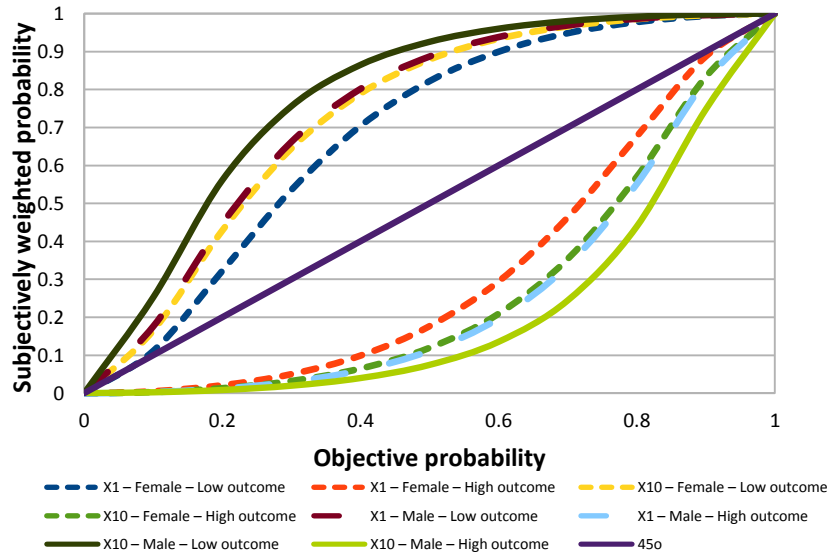 Subjectively weighted probability
1
0.9
0.8
0.7
0.6
0.5
0.4
0.3
0.2
0.1
0
0 0.2 0.4 0.6 0.8 1
Objective probability
X1 – Female – Low outcome X1 – Female – High outcome X10 – Female – Low outcome
X10 – Female – High outcome X1 – Male – Low outcome X1 – Male – High outcome
X10 – Male – Low outcome X10 – Male – High outcome 45o